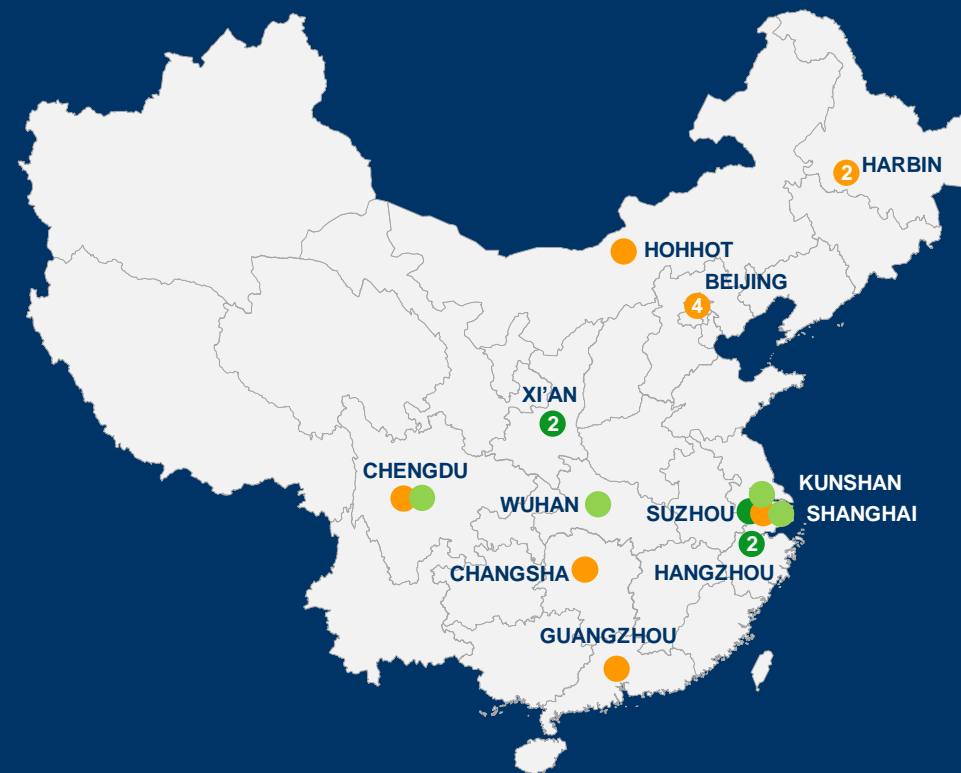 2 HARBIN
HOHHOT
BEIJING
4
XI'AN
2
CHENGDU
KUNSHAN
WUHAN
SUZHOU
SHANGHAI
2
HANGZHOU
CHANGSHA
GUANGZHOU